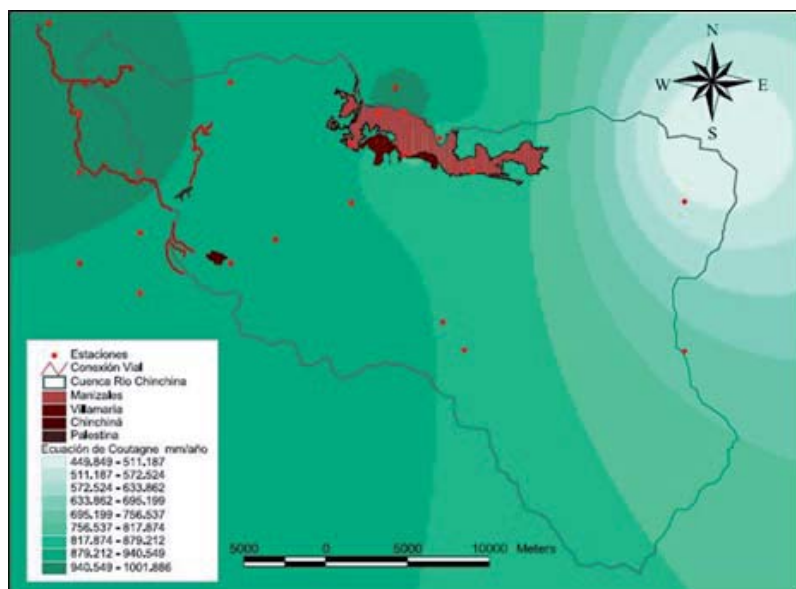 N
W E
S
Estaciones
Conexión Vial
Cuenca Río Chinchina
Manizales
Villamaria
Chinchiná
Palestina
Ecuación de Coutagne mm/año
449.849 - 511.187
511.187 - 572.524
572.524 - 633.862
633.862 - 695.199
695.199 - 756.537
756.537 - 817.874
817.874 - 879.212
879.212 - 940.549
940.549 - 1001.886
5000 0 5000 10000 Meters